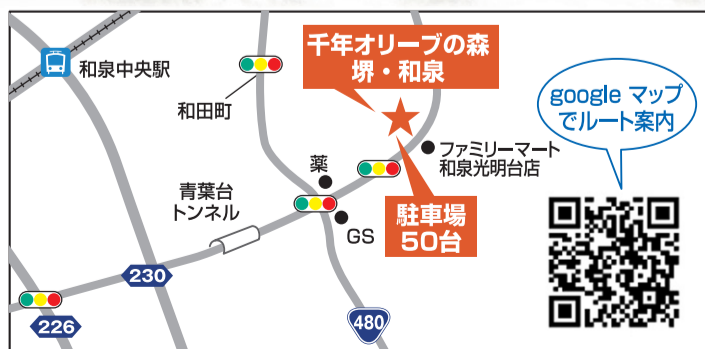 千年オリーブの森
堺・和泉
和泉中央駅
google マップ
でルート案内
和田町
ファミリーマート
和泉光明台店
薬
青葉台
トンネル
駐車場
50台
GS
230
226
480